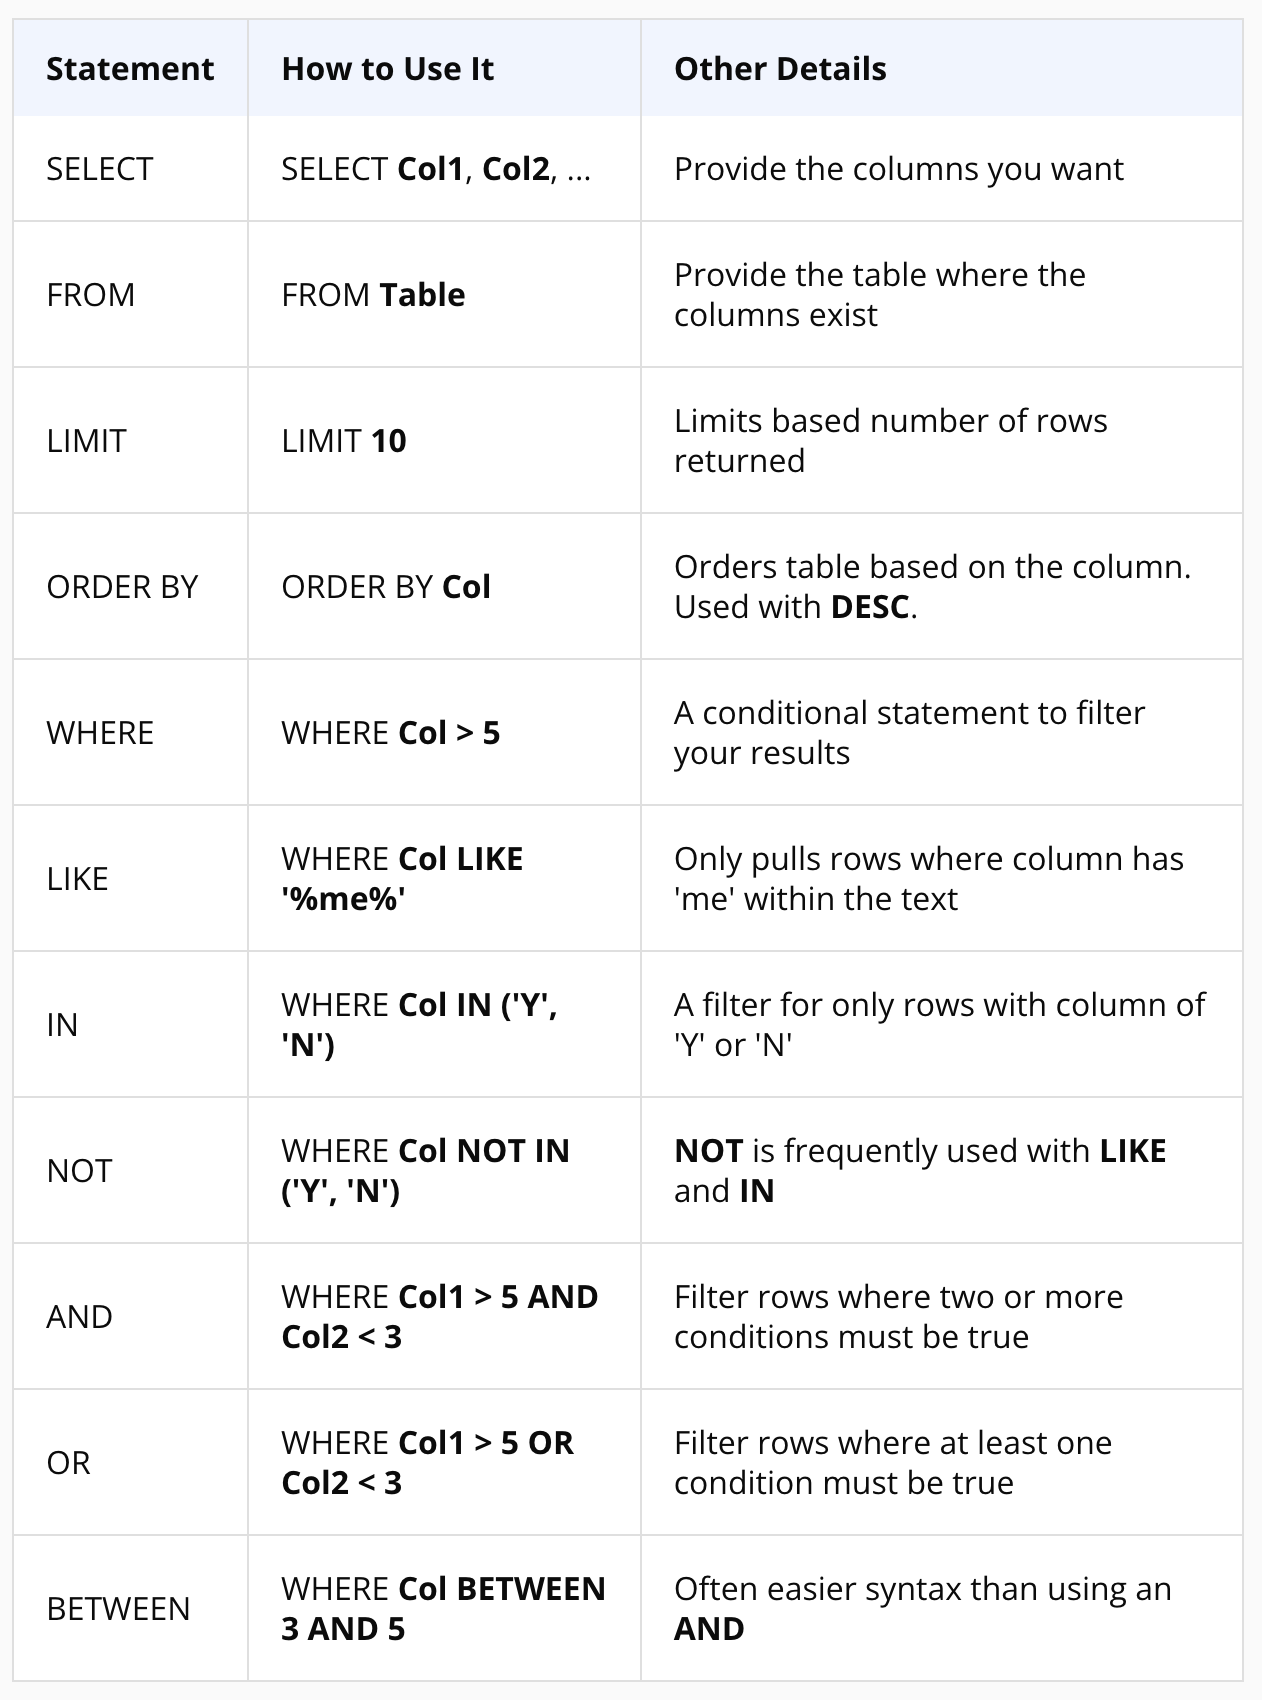 Statement
How to Use It
Other Details
SELECT
SELECT Col1, Col2, ...
Provide the columns you want
FROM
FROM Table
Provide the table where the
columns exist
LIMIT
LIMIT 10
Limits based number of rows
returned
ORDER BY
ORDER BY Col
Orders table based on the column.
Used with DESC.
WHERE
WHERE Col > 5
A conditional statement to filter
your results
LIKE
WHERE Col LIKE
'%me%'
Only pulls rows where column has
'me' within the text
IN
WHERE Col IN ('Y',
'N')
A filter for only rows with column of
'Y' or 'N'
NOT
WHERE Col NOT IN
('Y', 'N')
NOT is frequently used with LIKE
and IN
AND
WHERE Col1 > 5 AND
Col2 < 3
Filter rows where two or more
conditions must be true
OR
WHERE Col1 > 5 OR
Col2 < 3
Filter rows where at least one
condition must be true
BETWEEN
WHERE Col BETWEEN
3 AND 5
Often easier syntax than using an
AND